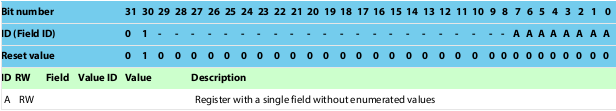 Bit number 31 30 29 28 27 26 25 24 23 22 21 20 19 18 17 16 15 14 13 12 11 10 9 8 7 6 5 4 3 2 1 0
ID (Field ID) 0 1 - - - - - - - - - - - - - - - - - - - - - - A A A A A A A A
Reset value 0 1 0 0 0 0 0 0 0 0 0 0 0 0 0 0 0 0 0 0 0 0 0 0 0 0 0 0 0 0 0 0
ID RW Field Value ID Value Description
A RW Register with a single field without enumerated values